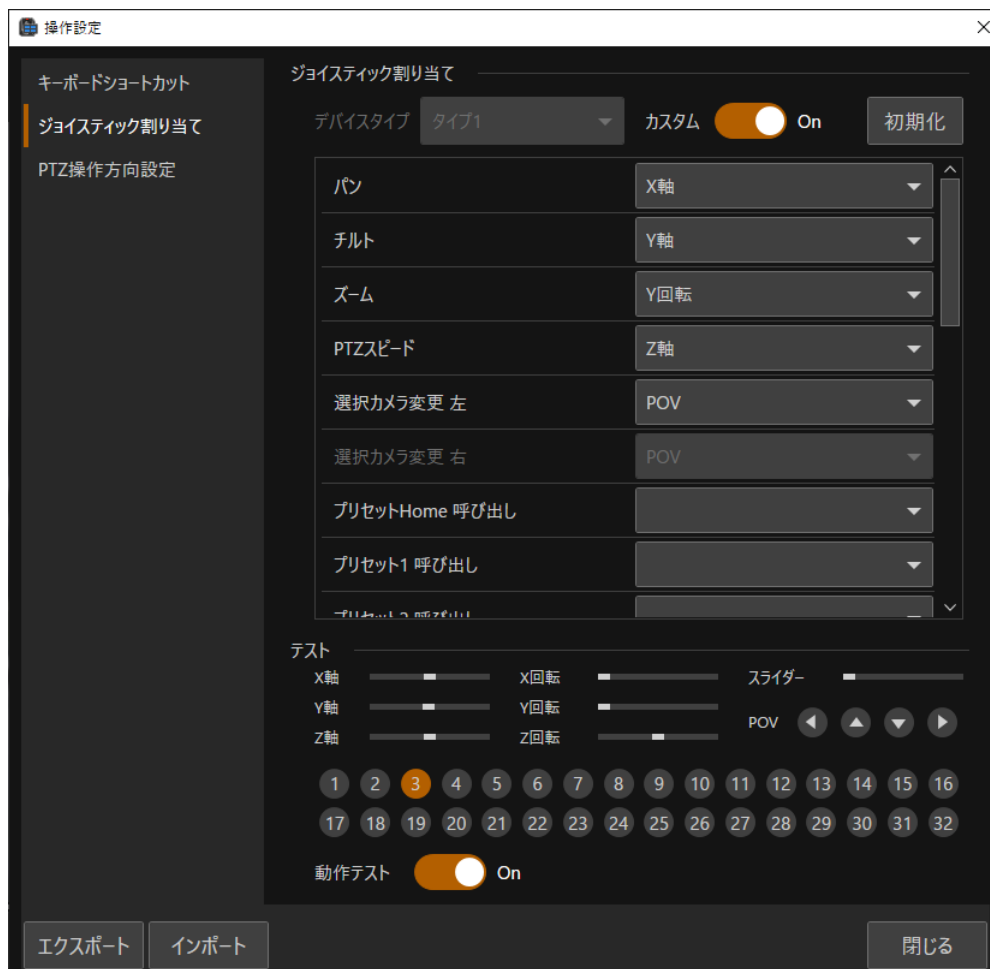 操作設定
キーボードショートカット
ジョイスティック割り当て
PTZ操作方向設定
ジョイスティック割り当て
デバイスタイプ タイプ1 カスタム On 初期化
パン X軸
チルト Y軸
ズーム Y回転
PTZスピード Z軸
選択カメラ変更 左 POV
選択カメラ変更 右 POV
プリセットHome 呼び出し
プリセット1 呼び出し
プリセット2 呼び出し
テスト
X軸 X回転 スライダー
Y軸 Y回転 POV
Z軸 Z回転
1 2 3 4 5 6 7 8 9 10 11 12 13 14 15 16
17 18 19 20 21 22 23 24 25 26 27 28 29 30 31 32
動作テスト On
エクスポート インポート 閉じる